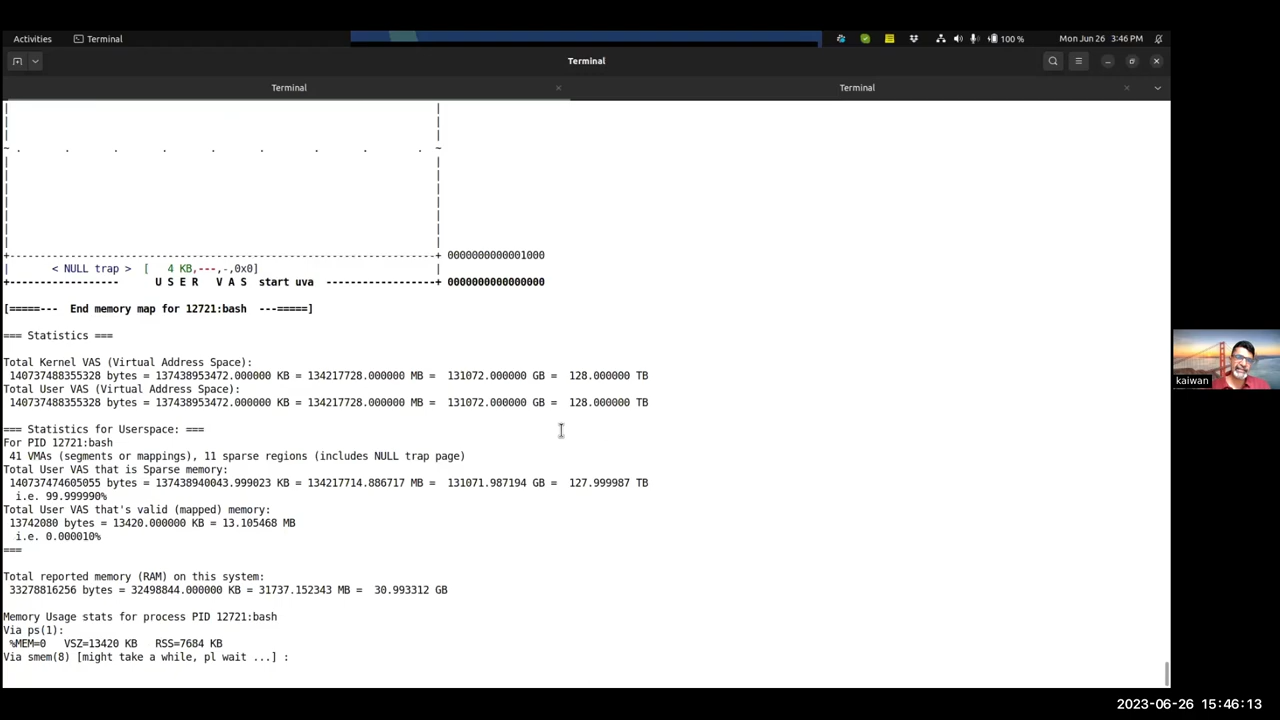 Activities Terminal 100 % Mon Jun 26 3:46 PM
Terminal
Terminal Terminal
0000000000001000
< NULL trap > [ 4 KB,---,-,0x0]
U S E R V A S start uva 0000000000000000
[=====--- End memory map for 12721:bash ---=====]
=== Statistics ===
Total Kernel VAS (Virtual Address Space):
140737488355328 bytes = 137438953472.000000 KB = 134217728.000000 MB = 131072.000000 GB = 128.000000 TB
Total User VAS (Virtual Address Space):
140737488355328 bytes = 137438953472.000000 KB = 134217728.000000 MB = 131072.000000 GB = 128.000000 TB
=== Statistics for Userspace: ===
For PID 12721:bash
41 VMAs (segments or mappings), 11 sparse regions (includes NULL trap page)
Total User VAS that is Sparse memory:
140737474605055 bytes = 137438940043.999023 KB = 134217714.886717 MB = 131071.987194 GB = 127.999987 TB
i.e. 99.999990%
Total User VAS that's valid (mapped) memory:
13742080 bytes = 13420.000000 KB = 13.105468 MB
i.e. 0.000010%
===
Total reported memory (RAM) on this system:
33278816256 bytes = 32498844.000000 KB = 31737.152343 MB = 30.993312 GB
Memory Usage stats for process PID 12721:bash
Via ps(1):
%MEM=0 VSZ=13420 KB RSS=7684 KB
Via smem(8) [might take a while, pl wait ...] :
kaiwan
2023-06-26 15:46:13